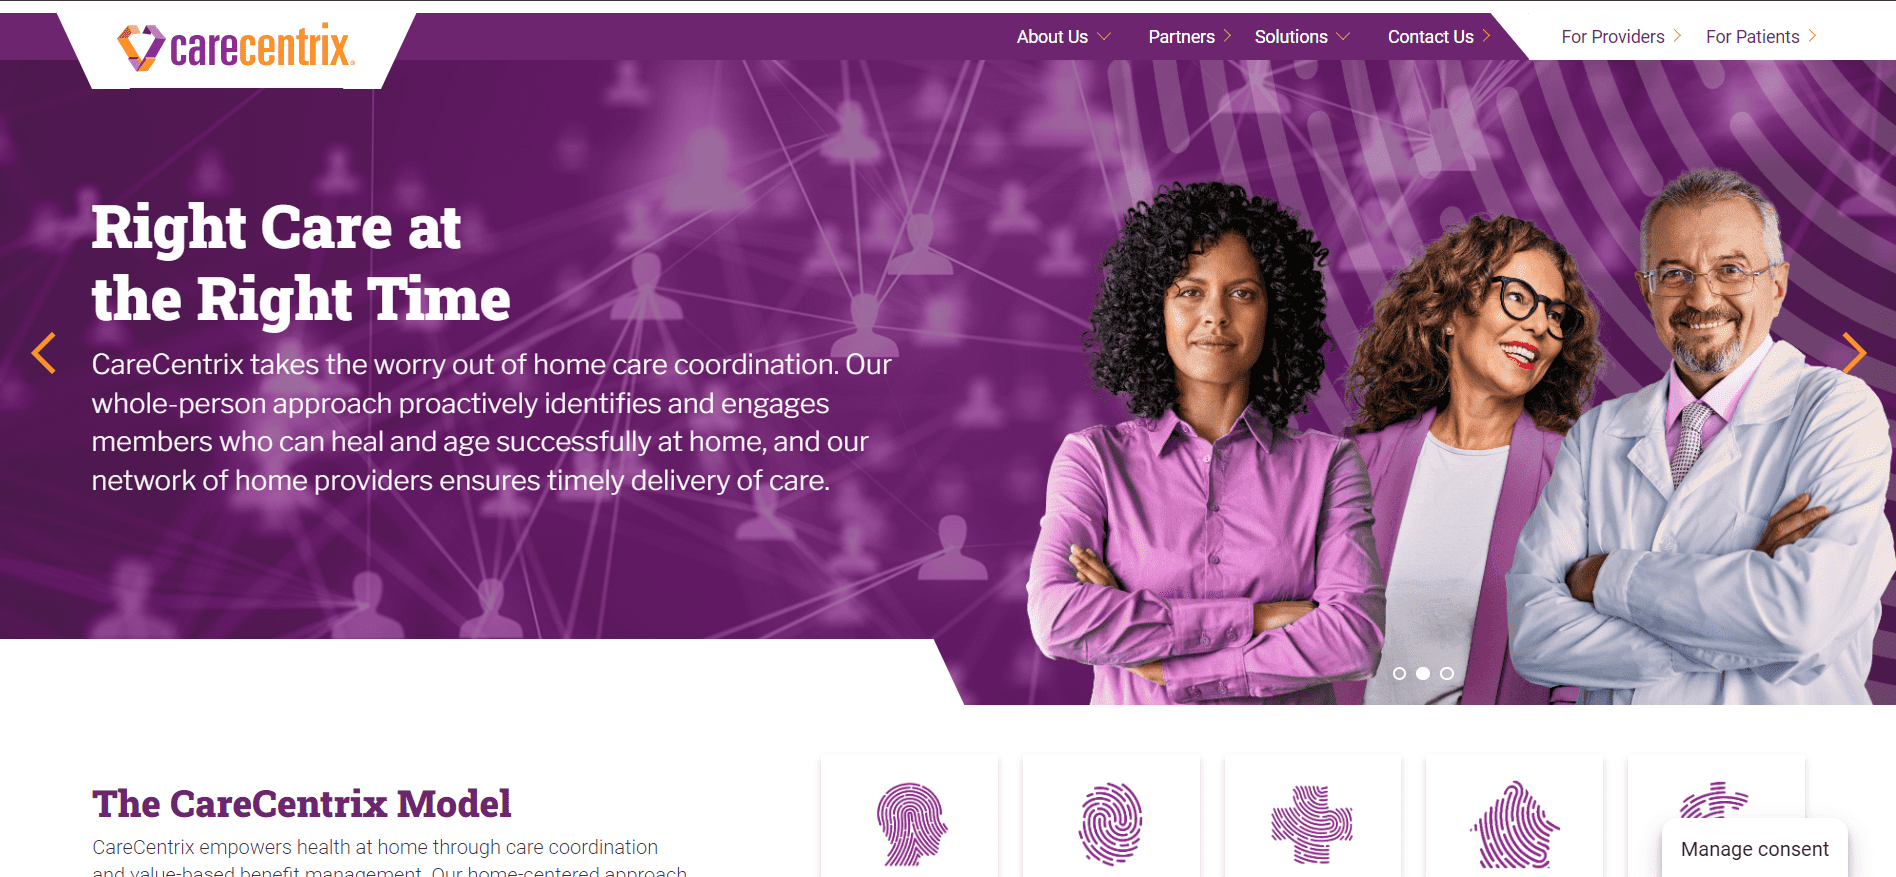 carecentrix®
About Us
Partners
Solutions
Contact Us
For Providers
For Patients
Right Care at
the Right Time
CareCentrix takes the worry out of home care coordination. Our
whole-person approach proactively identifies and engages
members who can heal and age successfully at home, and our
network of home providers ensures timely delivery of care.
The CareCentrix Model
CareCentrix empowers health at home through care coordination
and value-based benefit management. Our home-centered approach
Manage consent